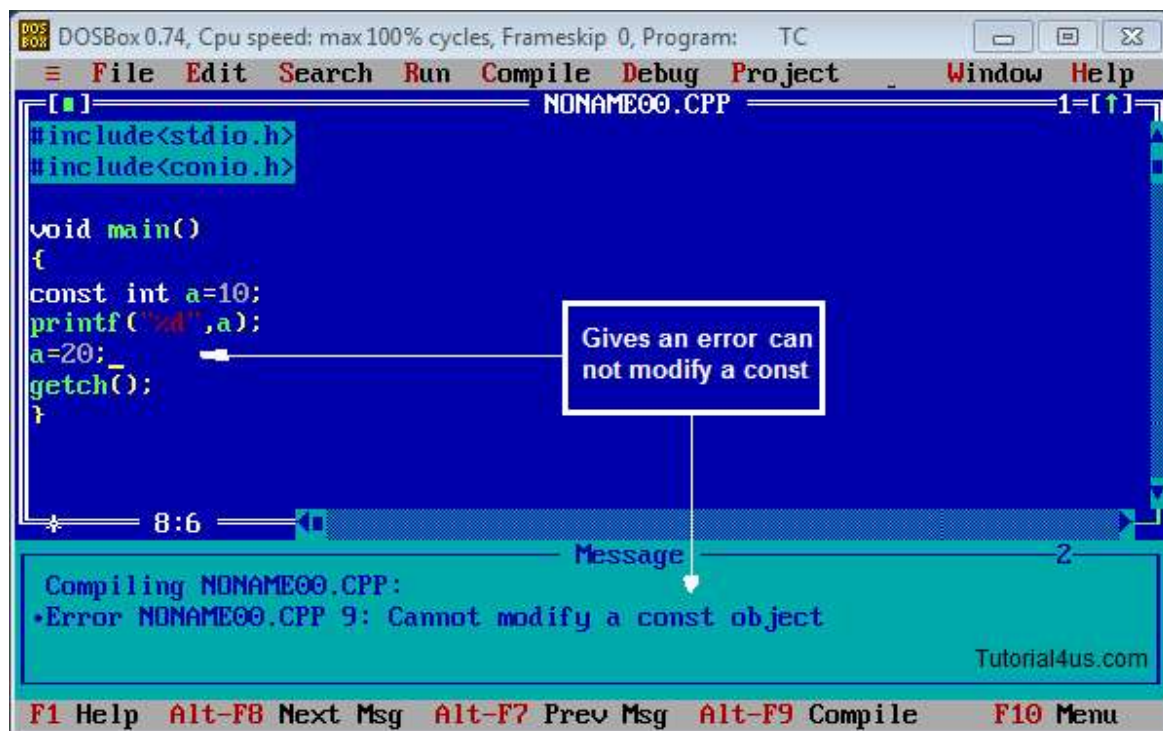 DOS BOX DOSBox 0.74, Cpu speed: max 100% cycles, Frameskip 0, Program: TC
≡ File Edit Search Run Compile Debug Project _ Window Help
[■] NONAME00.CPP 1=[↑]
#include<stdio.h>
#include<conio.h>
void main()
{
const int a=10;
printf("%d",a);
a=20;_
getch();
}
Gives an error can
not modify a const
8:6
Message 2
Compiling NONAME00.CPP:
•Error NONAME00.CPP 9: Cannot modify a const object
Tutorial4us.com
F1 Help Alt-F8 Next Msg Alt-F7 Prev Msg Alt-F9 Compile F10 Menu